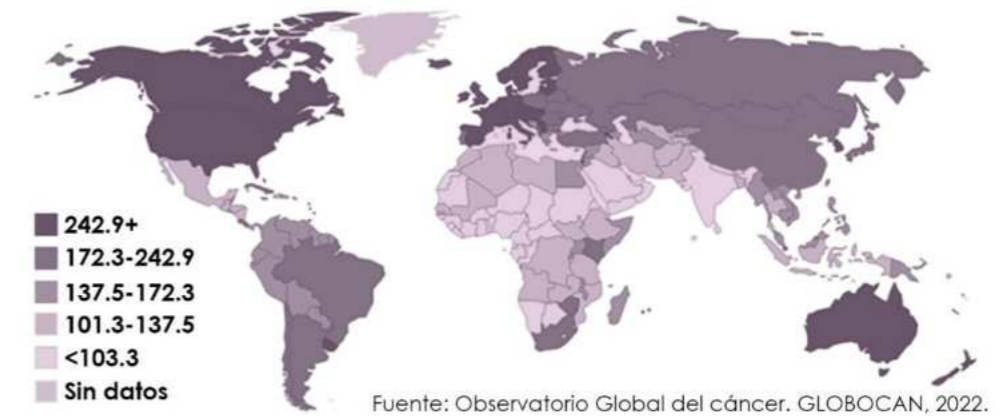 242.9+
172.3-242.9
137.5-172.3
101.3-137.5
<103.3
Sin datos
Fuente: Observatorio Global del cáncer. GLOBOCAN, 2022.